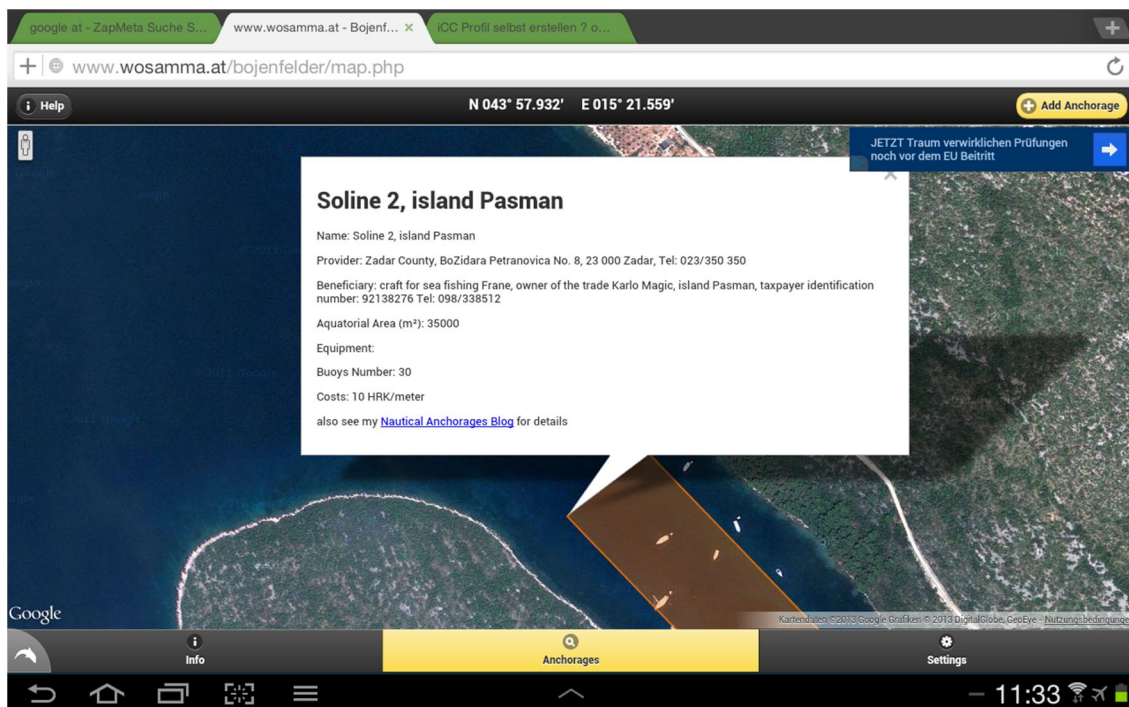 google at - ZapMeta Suche S...
www.wosamma.at - Bojenf... ×
iCC Profil selbst erstellen ? o...
www.wosamma.at/bojenfelder/map.php
Help
N 043° 57.932' E 015° 21.559'
Add Anchorage
JETZT Traum verwirklichen Prüfungen
noch vor dem EU Beitritt
Soline 2, island Pasman
Name: Soline 2, island Pasman
Provider: Zadar County, BoZidara Petranovica No. 8, 23 000 Zadar, Tel: 023/350 350
Beneficiary: craft for sea fishing Frane, owner of the trade Karlo Magic, island Pasman, taxpayer identification
number: 92138276 Tel: 098/338512
Aquatorial Area (m²): 35000
Equipment:
Buoys Number: 30
Costs: 10 HRK/meter
also see my Nautical Anchorages Blog for details
Google
Kartendaten ©2013 Google Grafiken © 2013 DigitalGlobe, GeoEye - Nutzungsbedingunge
Info
Anchorages
Settings
11:33